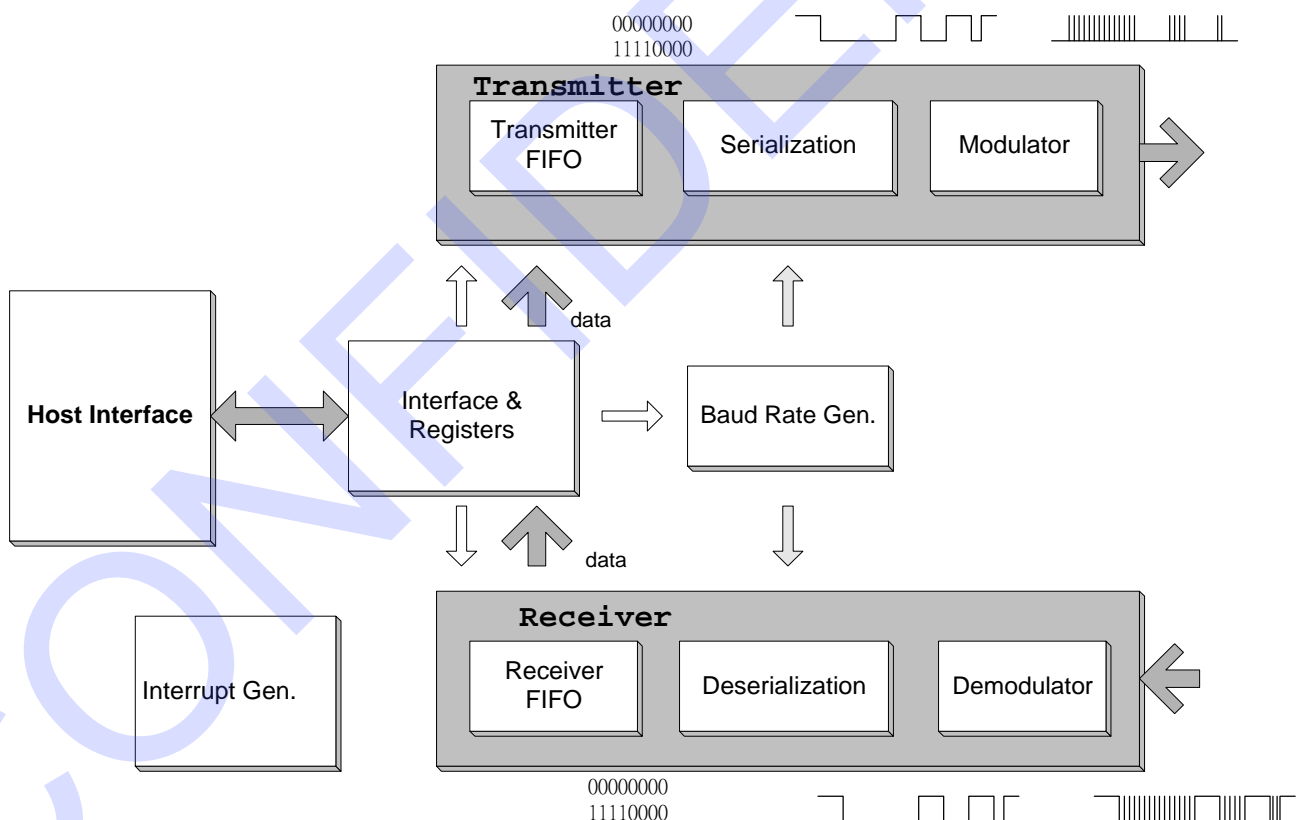 00000000
11110000
Transmitter
Transmitter
FIFO
Serialization
Modulator
data
Host Interface
Interface &
Registers
Baud Rate Gen.
data
Receiver
Interrupt Gen.
Receiver
FIFO
Deserialization
Demodulator
00000000
11110000
CONFIDE